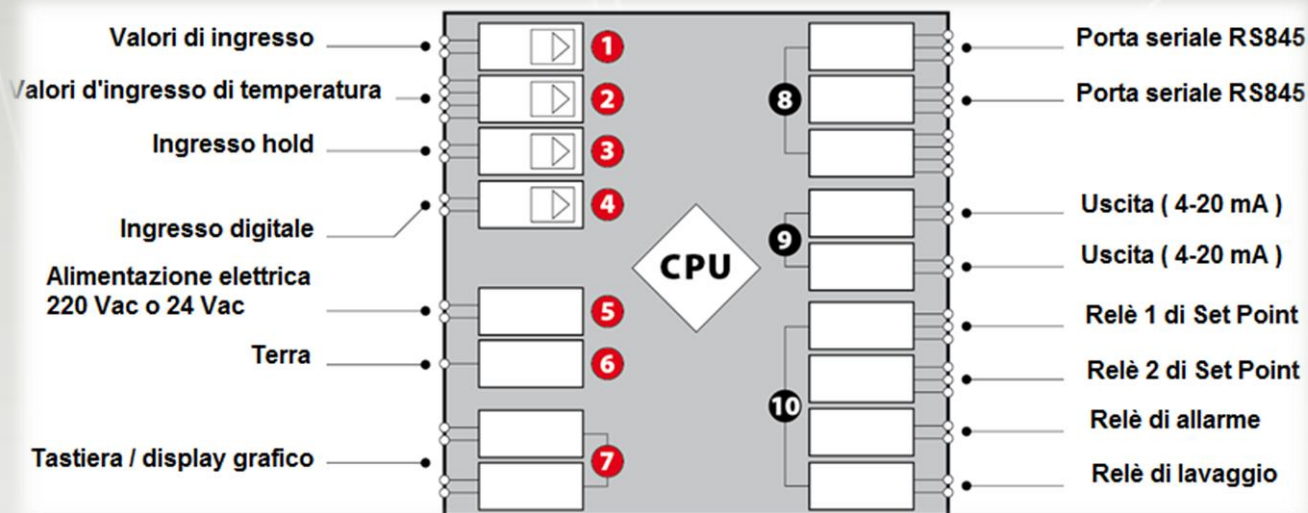 Valori di ingresso
1
Valori d'ingresso di temperatura
2
Ingresso hold
3
Ingresso digitale
4
Alimentazione elettrica
220 Vac o 24 Vac
5
Terra
6
Tastiera / display grafico
7
CPU
Porta seriale RS845
8
Porta seriale RS845
Uscita ( 4-20 mA )
9
Uscita ( 4-20 mA )
Relè 1 di Set Point
Relè 2 di Set Point
10
Relè di allarme
Relè di lavaggio